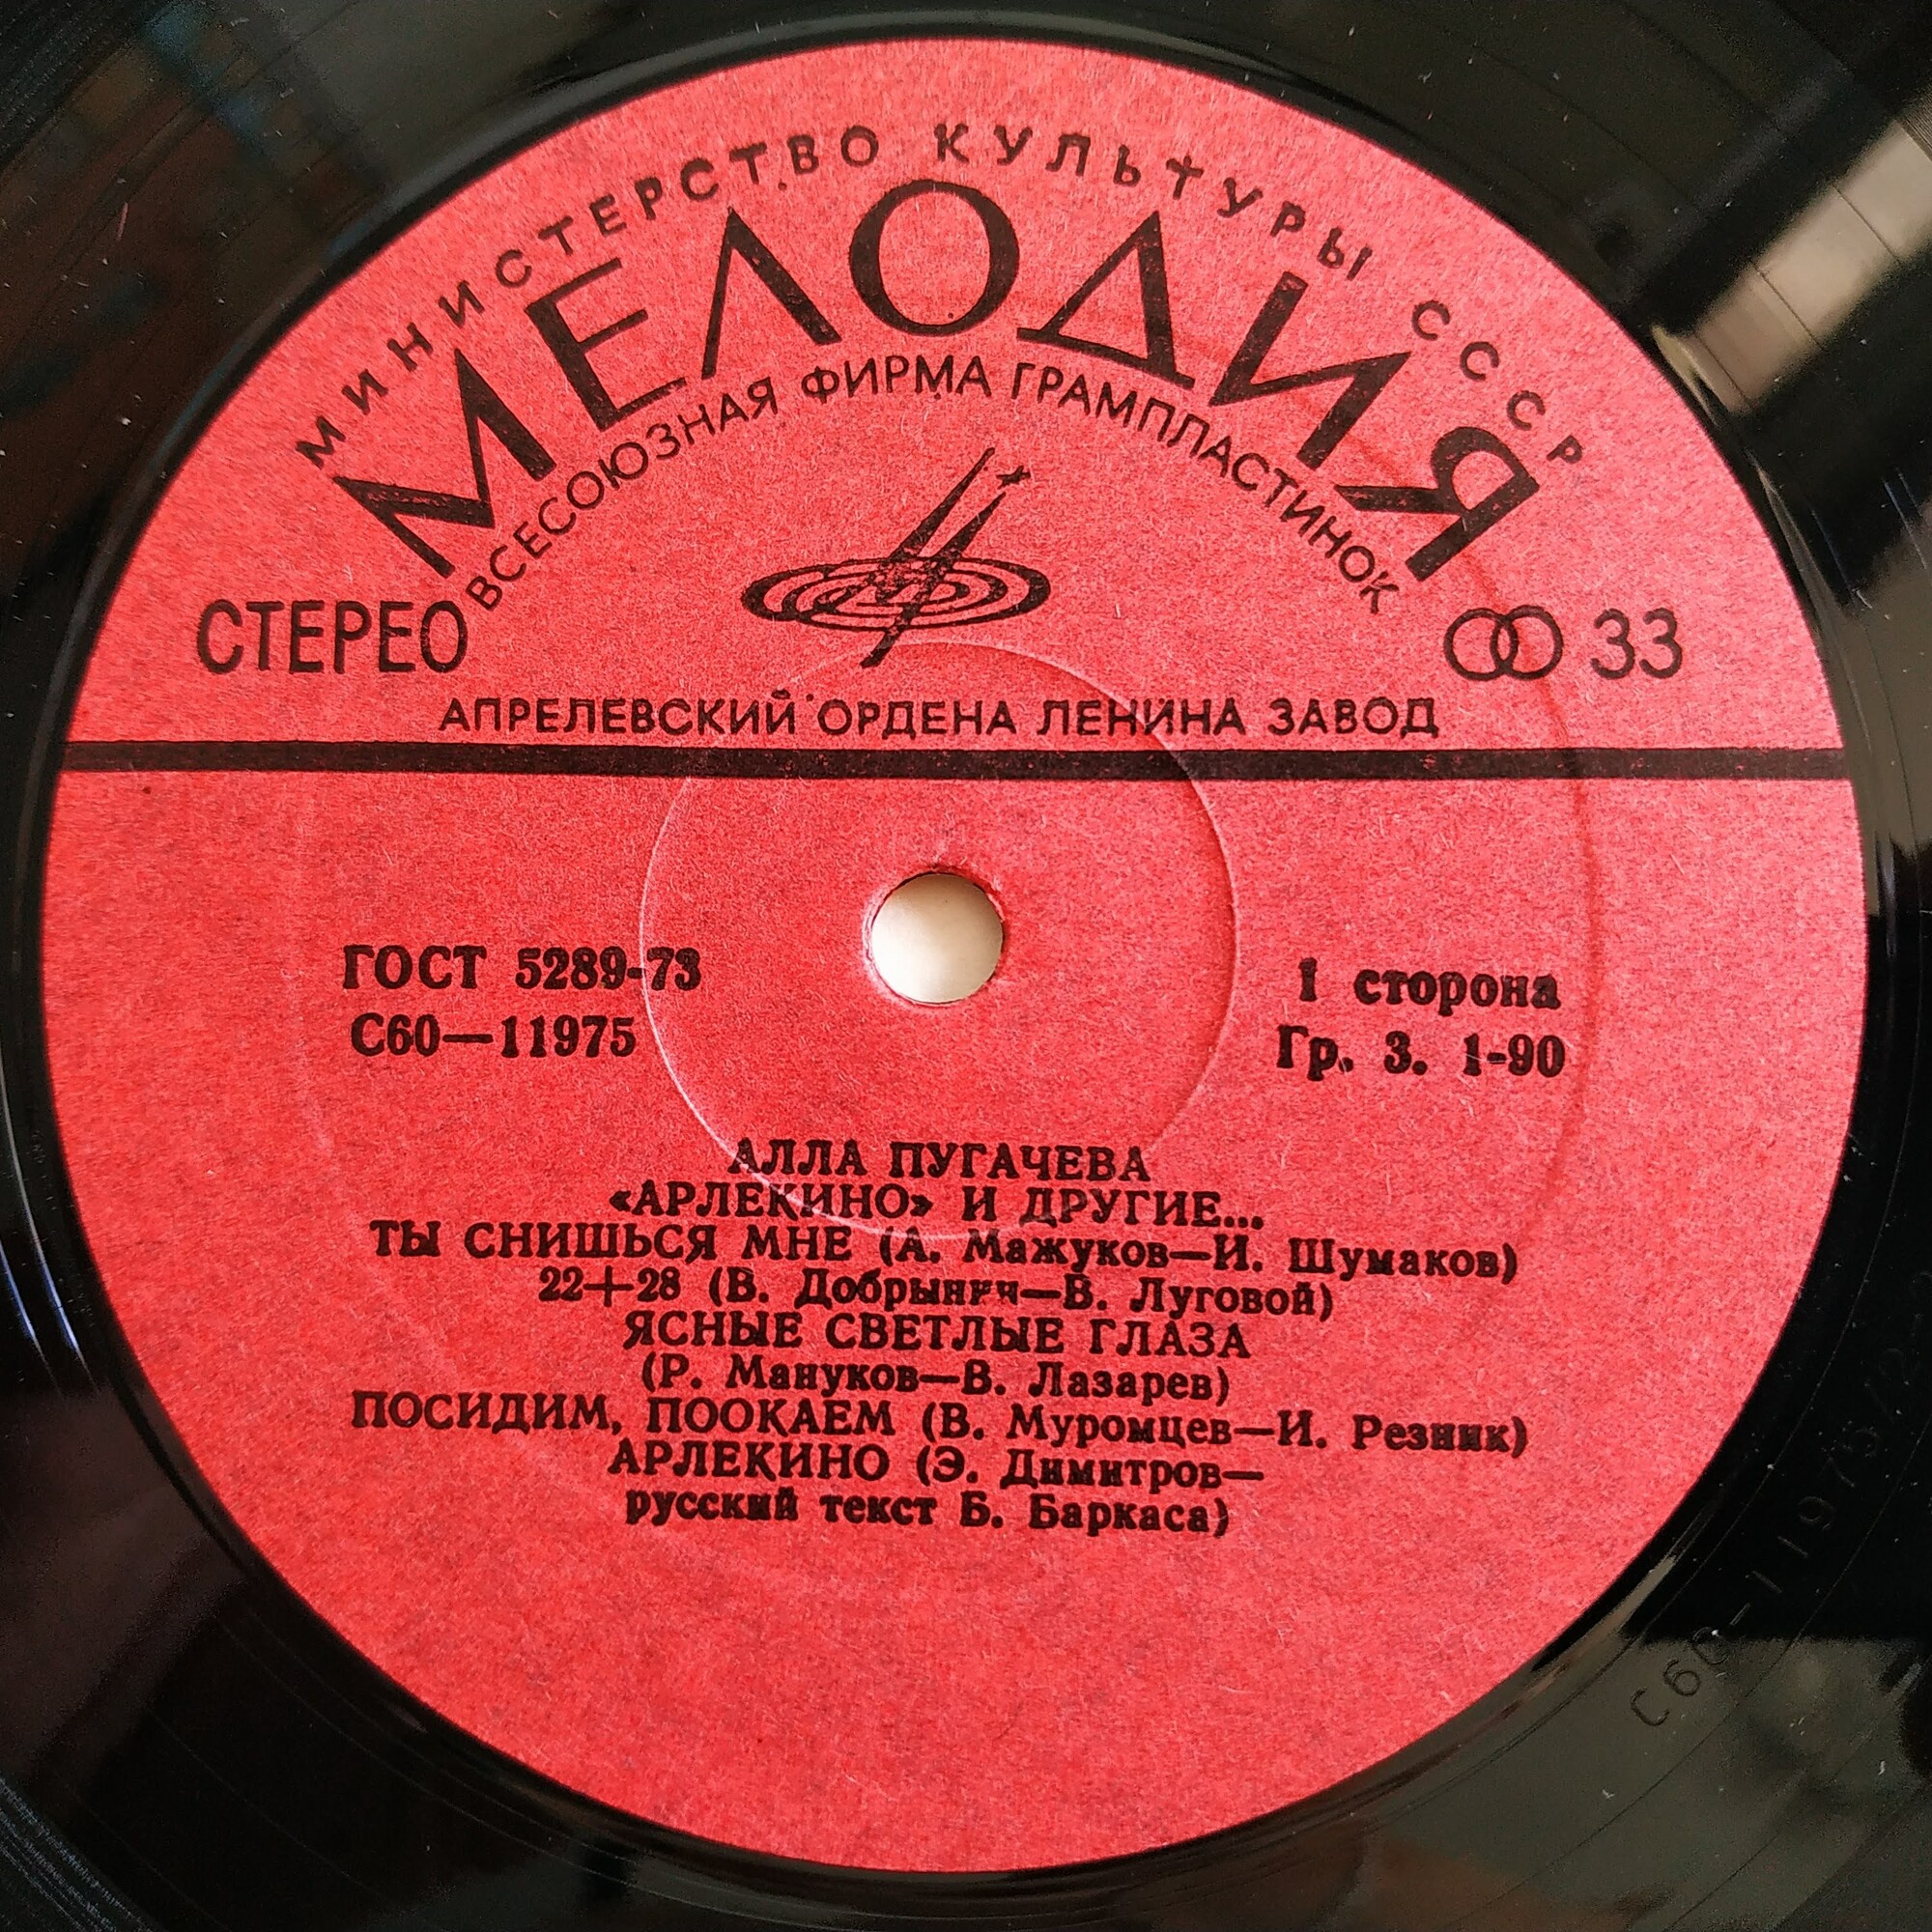 МИНИСТЕРСТВО КУЛЬТУРЫ СССР
МЕЛОДИЯ
ВСЕСОЮЗНАЯ ФИРМА ГРАМПЛАСТИНОК
СТЕРЕО
33
АПРЕЛЕВСКИЙ ОРДЕНА ЛЕНИНА ЗАВОД
ГОСТ 5289-73
С60—11975
1 сторона
Гр. 3. 1-90
АЛЛА ПУГАЧЕВА
«АРЛЕКИНО» И ДРУГИЕ...
ТЫ СНИШЬСЯ МНЕ (А. Мажуков—И. Шумаков)
22+28 (В. Добрынин—В. Луговой)
ЯСНЫЕ СВЕТЛЫЕ ГЛАЗА
(Р. Мануков—В. Лазарев)
ПОСИДИМ, ПООКАЕМ (В. Муромцев—И. Резник)
АРЛЕКИНО (Э. Димитров—
русский текст Б. Баркаса)